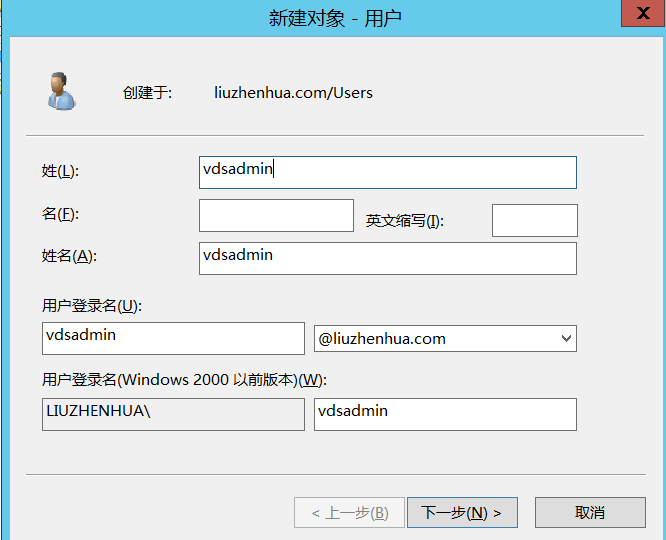 新建对象 - 用户
X
创建于: liuzhenhua.com/Users
姓(L): vdsadmin
名(F): 英文缩写(I):
姓名(A): vdsadmin
用户登录名(U):
vdsadmin @liuzhenhua.com
用户登录名(Windows 2000 以前版本)(W):
LIUZHENHUA\ vdsadmin
< 上一步(B) 下一步(N) > 取消